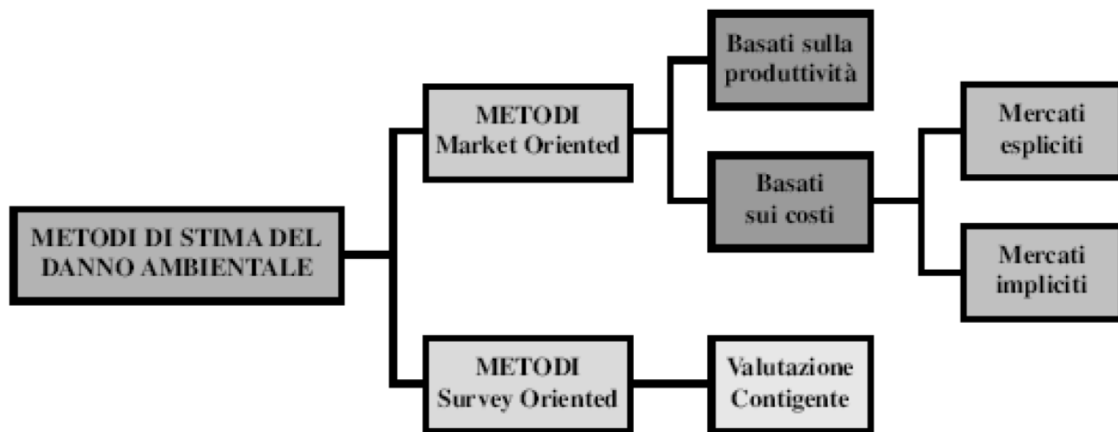 METODI DI STIMA DEL
DANNO AMBIENTALE
METODI
Market Oriented
Basati sulla
produttività
Basati
sui costi
Mercati
espliciti
Mercati
impliciti
METODI
Survey Oriented
Valutazione
Contigente